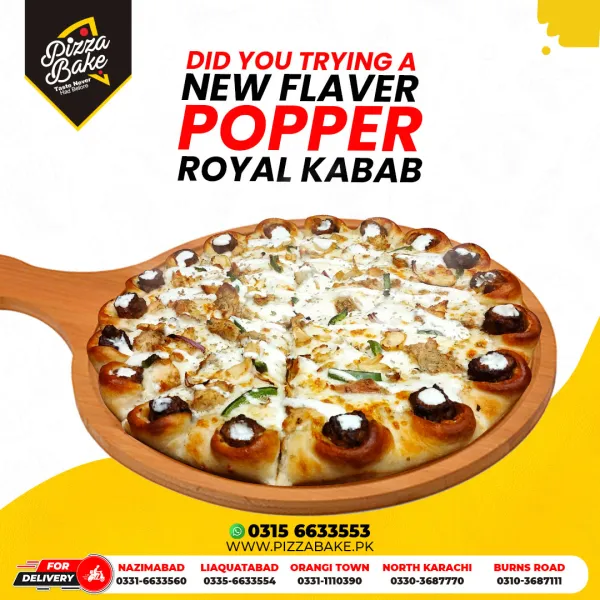 Pizza
Bake
Taste Never
Had Before
DID YOU TRYING A
NEW FLAVER
POPPER
ROYAL KABAB
0315 6633553
WWW.PIZZABAKE.PK
FOR
DELIVERY
NAZIMABAD
0331-6633560
LIAQUATABAD
0335-6633554
ORANGI TOWN
0331-1110390
NORTH KARACHI
0330-3687770
BURNS ROAD
0310-3687111